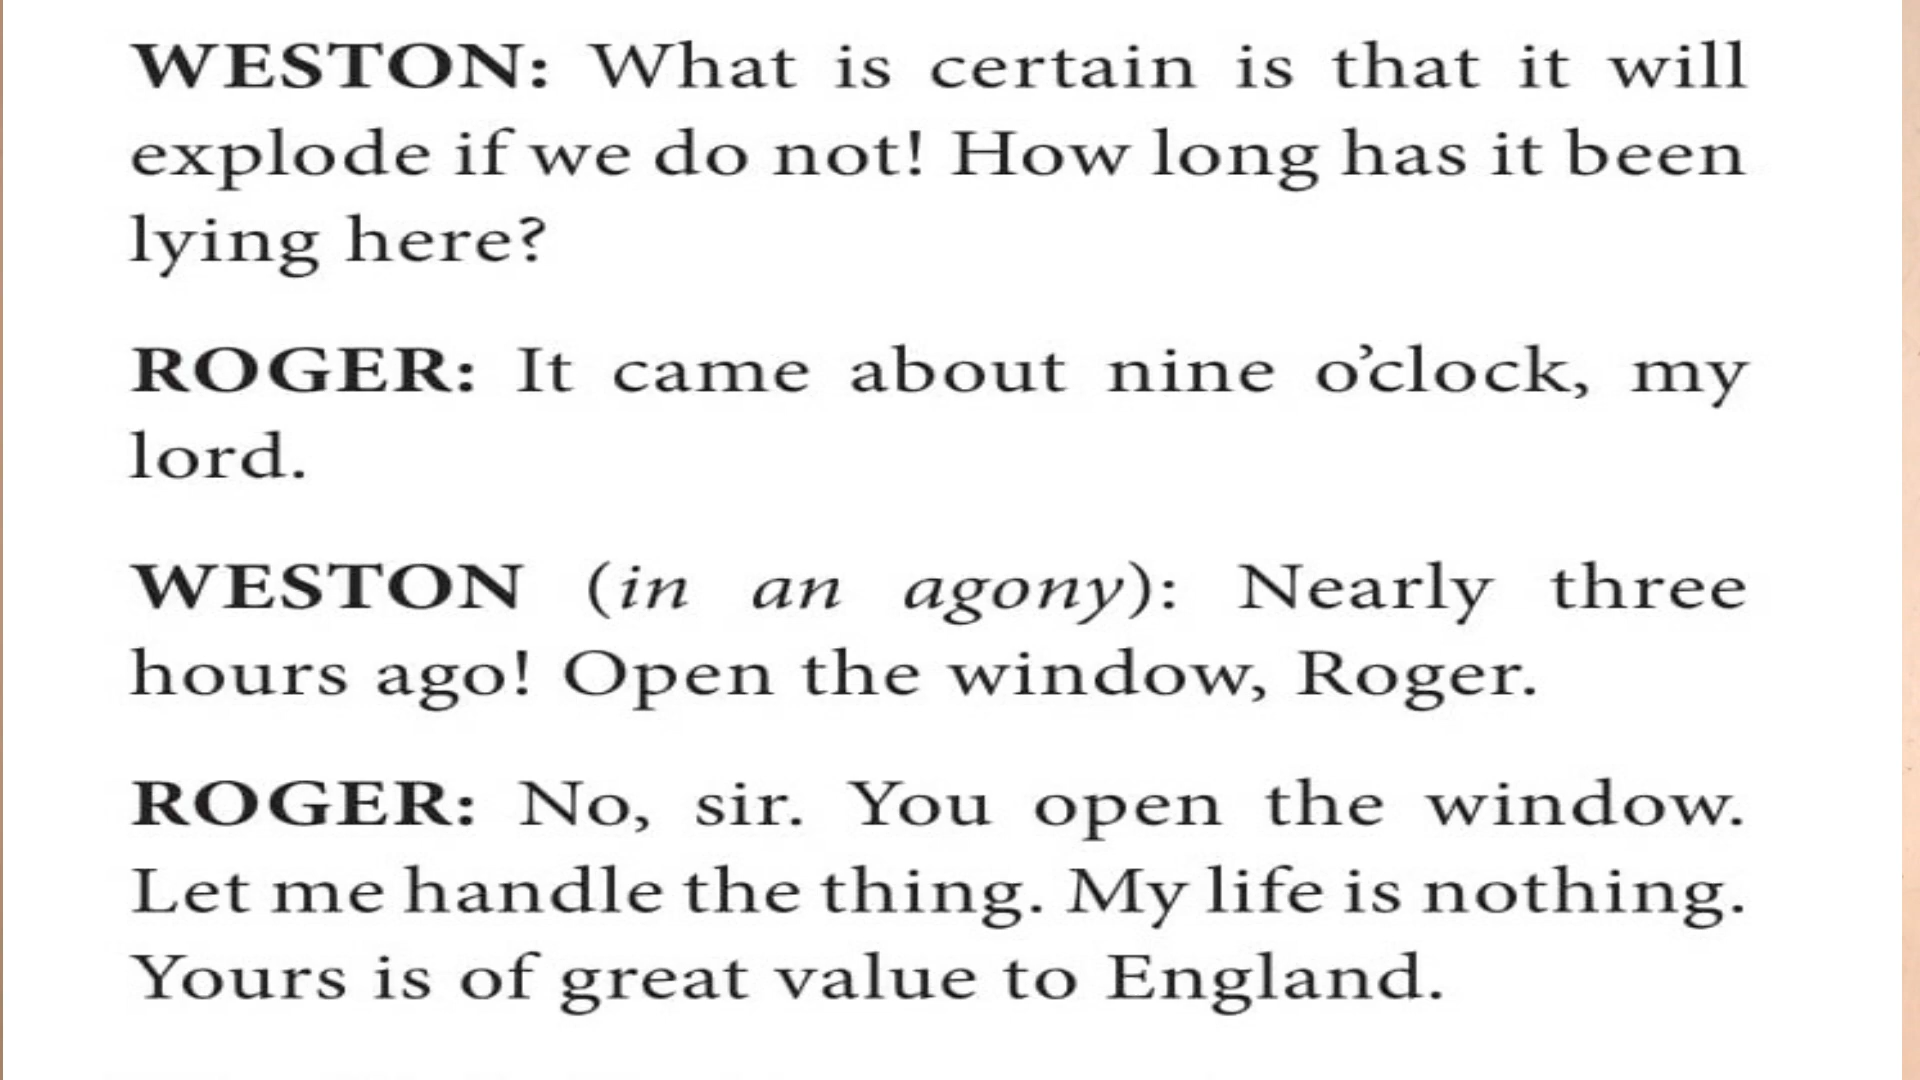 WESTON: What is certain is that it will
explode if we do not! How long has it been
lying here?
ROGER: It came about nine o’clock, my
lord.
WESTON (in an agony): Nearly three
hours ago! Open the window, Roger.
ROGER: No, sir. You open the window.
Let me handle the thing. My life is nothing.
Yours is of great value to England.